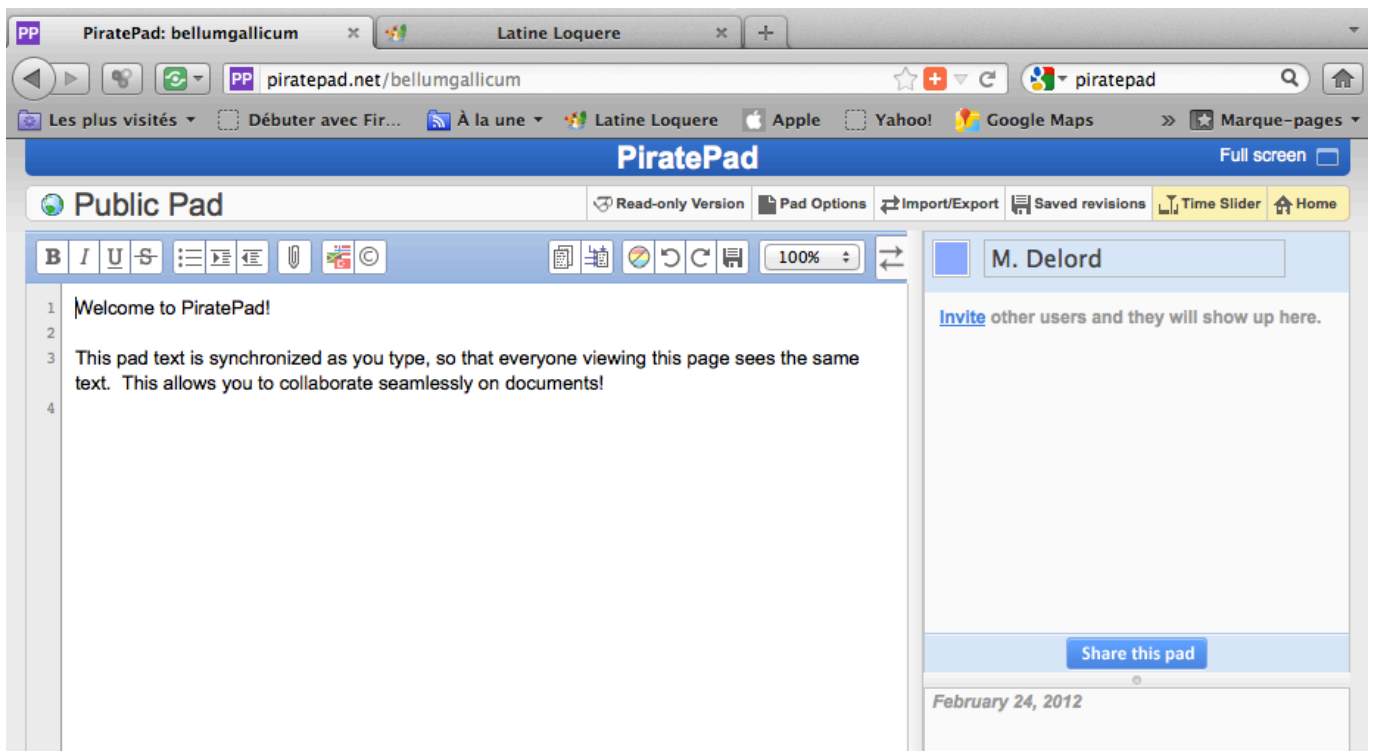 PP PiratePad: bellumgallicum × Latine Loquere × +
PP piratepad.net/bellumgallicum piratepad
Les plus visités Débuter avec Fir... À la une Latine Loquere Apple Yahoo! Google Maps » Marque-pages
PiratePad Full screen
Public Pad Read-only Version Pad Options Import/Export Saved revisions Time Slider Home
B I U S © 100% M. Delord
1 Welcome to PiratePad!
Invite other users and they will show up here.
2
3 This pad text is synchronized as you type, so that everyone viewing this page sees the same
text. This allows you to collaborate seamlessly on documents!
4
Share this pad
February 24, 2012